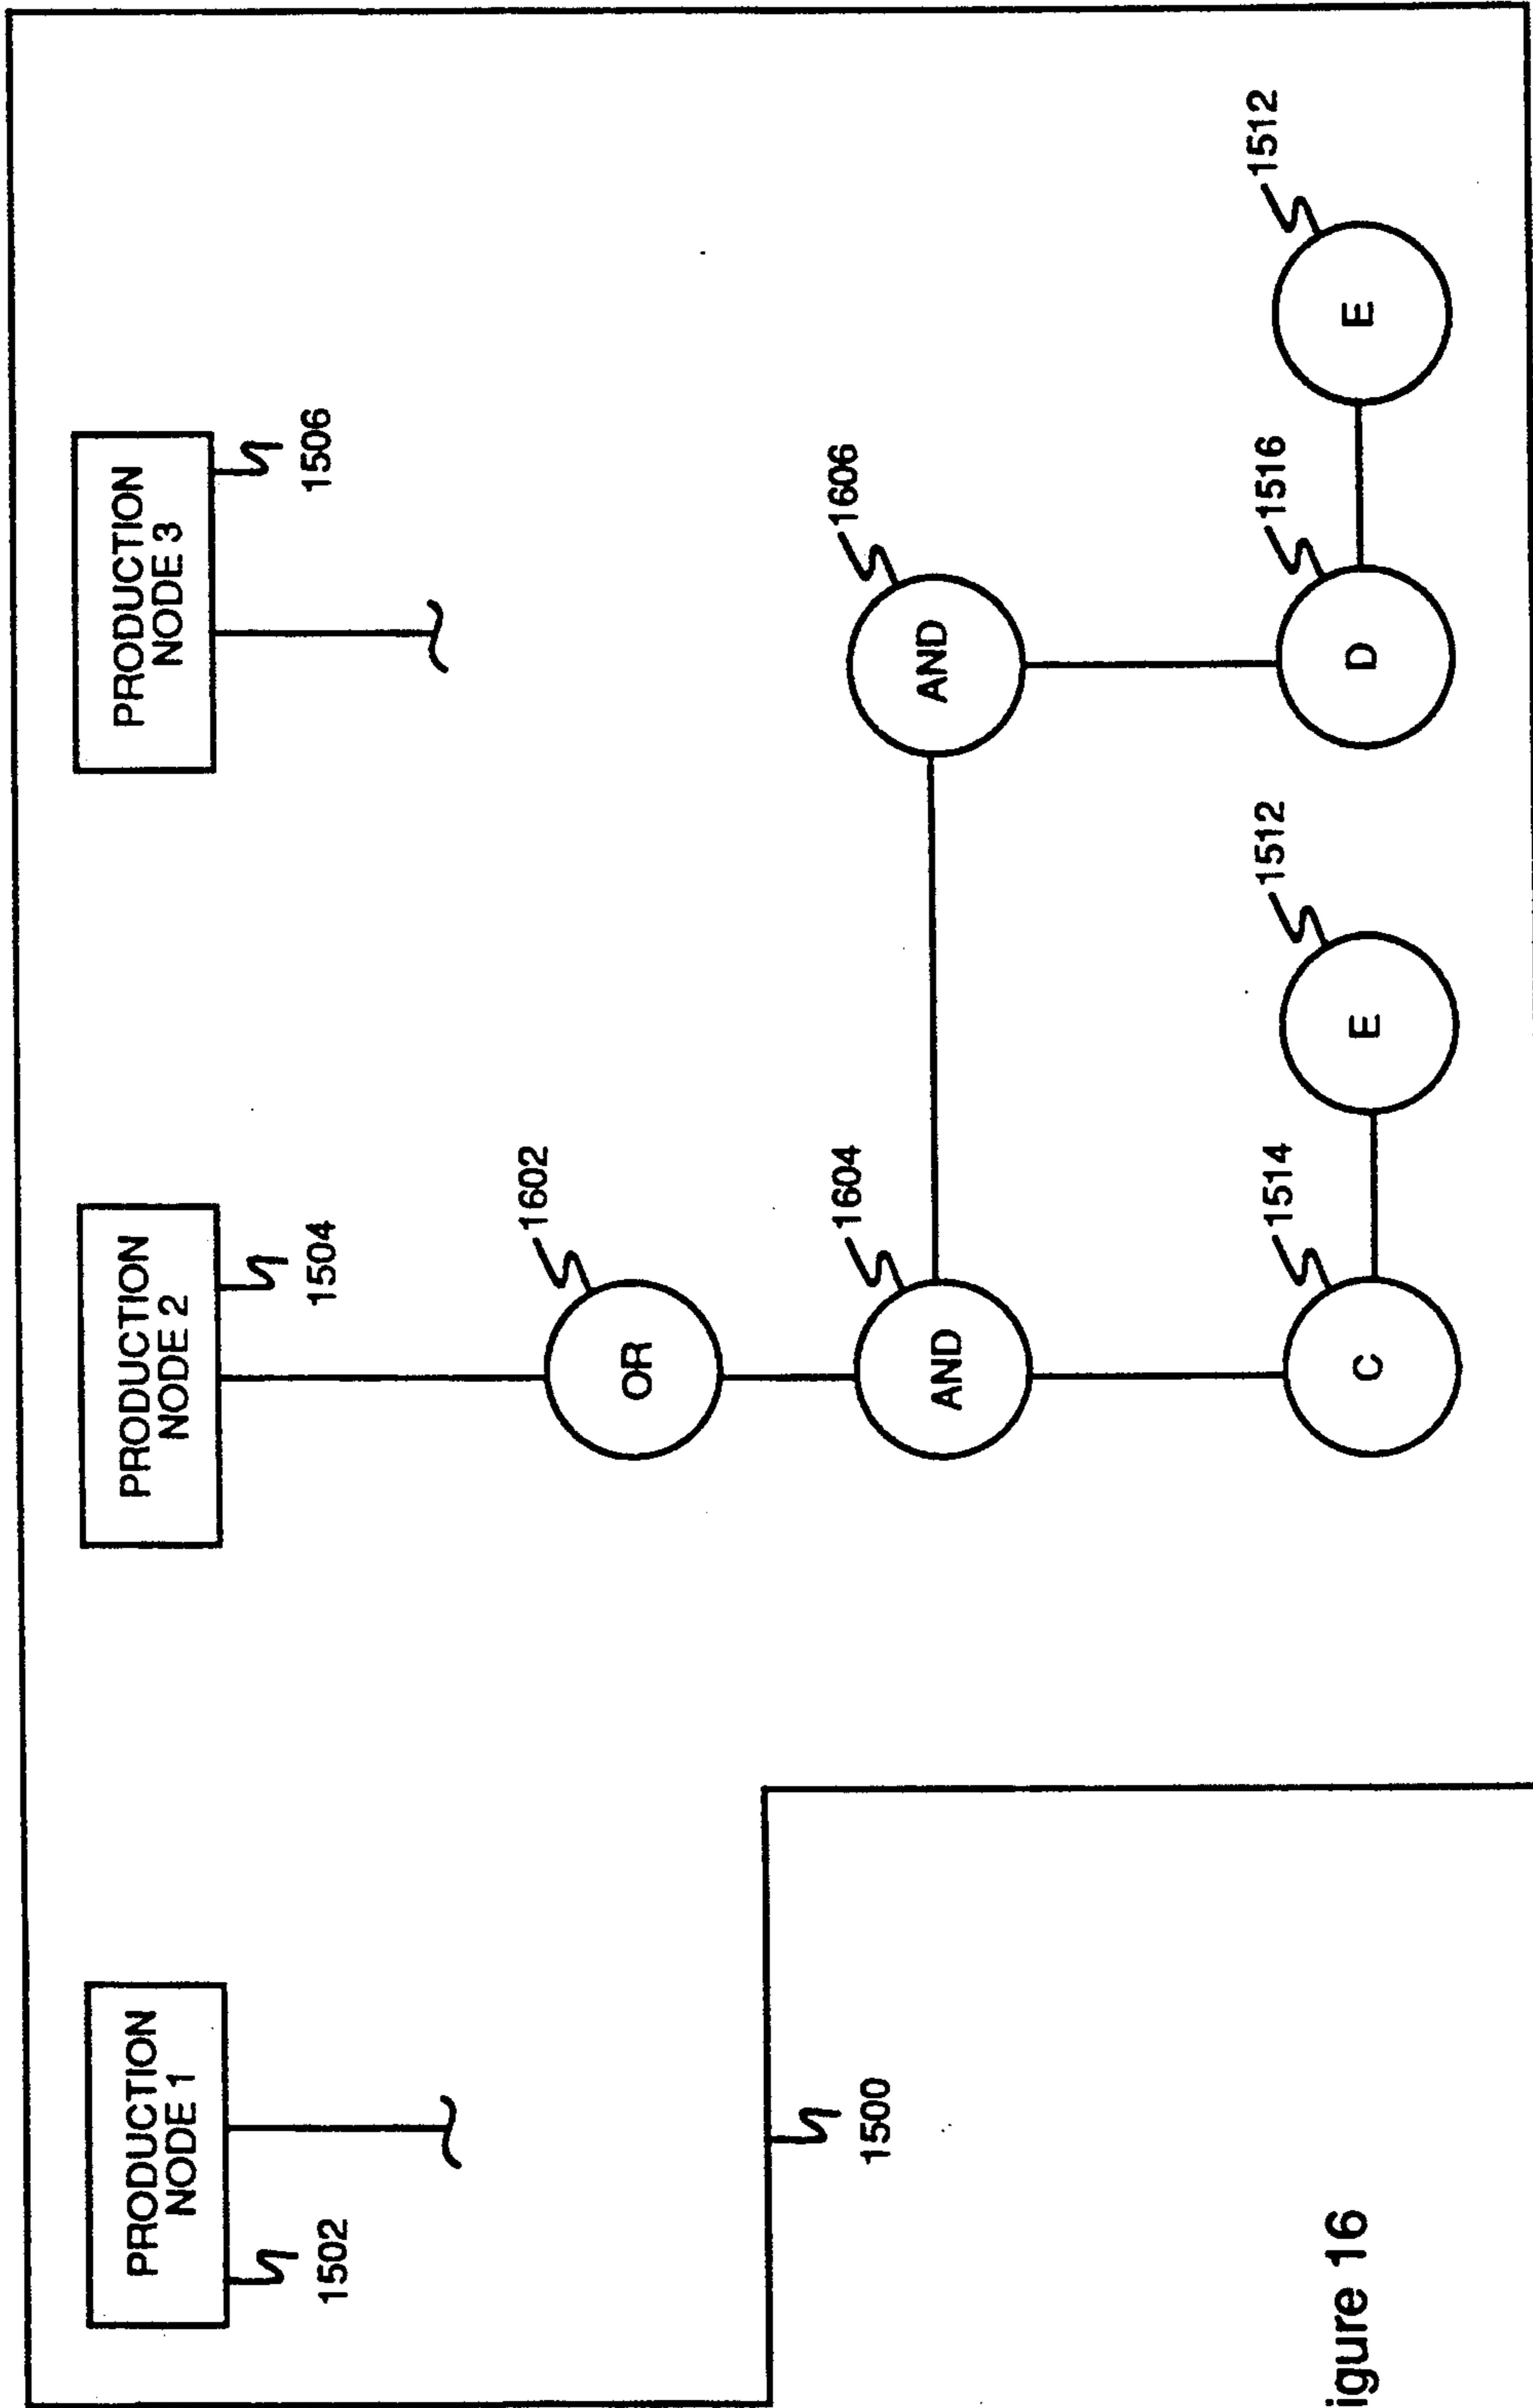 PRODUCTION
NODE 1
1502
PRODUCTION
NODE 2
1504
PRODUCTION
NODE 3
1506
OR
1602
AND
1604
AND
1606
1500
C
1514
E
1512
D
1516
E
1512
igure 16